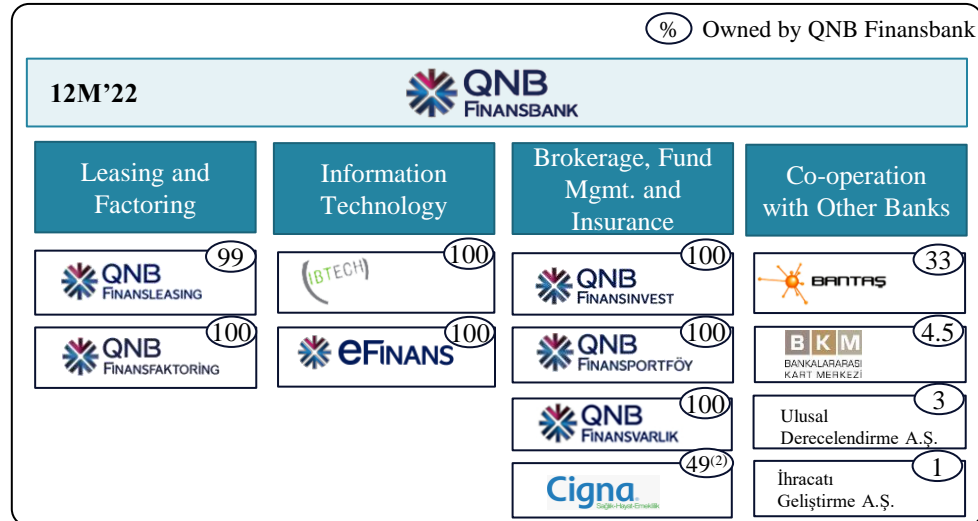 % Owned by QNB Finansbank
12M’22
QNB
FINANSBANK
Leasing and
Factoring
99
QNB
FINANSLEASING
100
QNB
FINANSFAKTORİNG
Information
Technology
100
(IBTECH)
100
eFINANS
Brokerage, Fund
Mgmt. and
Insurance
100
QNB
FINANSINVEST
100
QNB
FINANSPORTFÖY
100
QNB
FINANSVARLIK
49(2)
Cigna®
Sağlık-Hayat-Emeklilik
Co-operation
with Other Banks
33
BANTAŞ
4.5
BKM
BANKALARARASI
KART MERKEZİ
3
Ulusal
Derecelendirme A.Ş.
1
İhracatı
Geliştirme A.Ş.